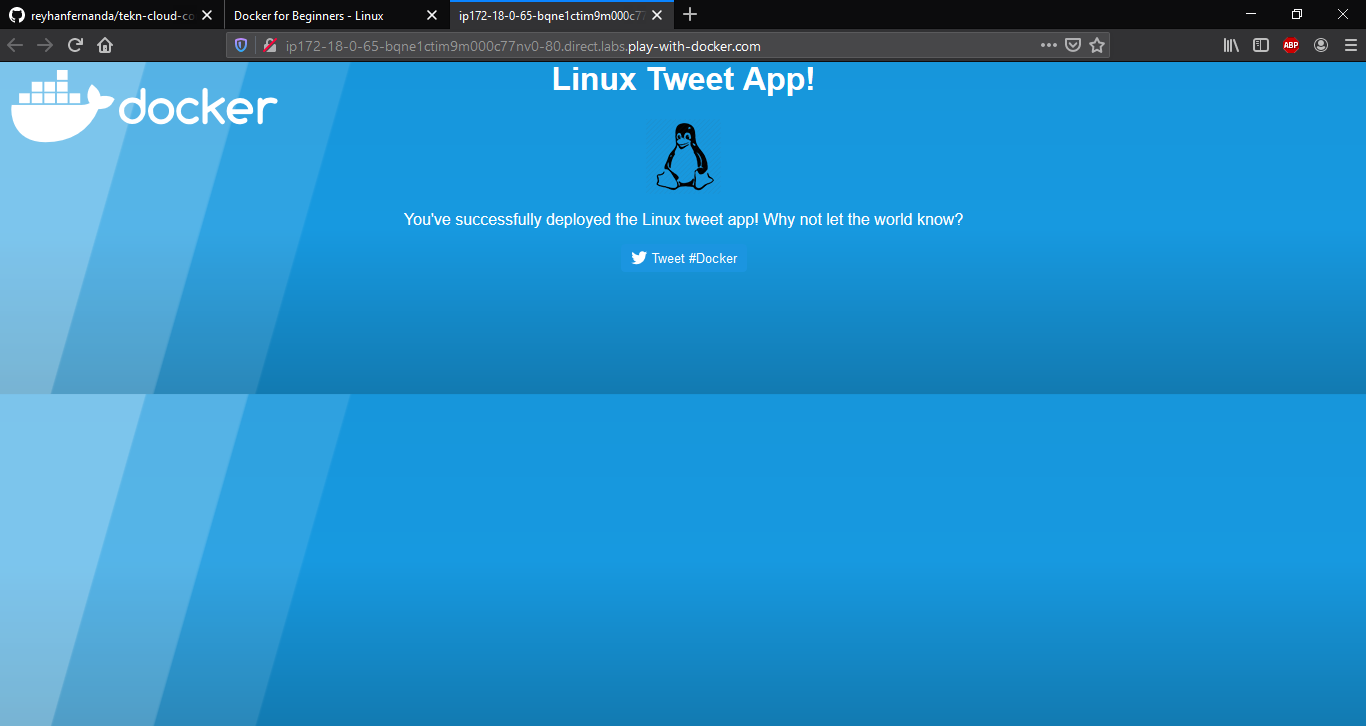 reyhanfernanda/tekn-cloud-co
Docker for Beginners - Linux
ip172-18-0-65-bqne1ctim9m000c77
ip172-18-0-65-bqne1ctim9m000c77nv0-80.direct.labs.play-with-docker.com
ABP
docker
Linux Tweet App!
You've successfully deployed the Linux tweet app! Why not let the world know?
Tweet #Docker